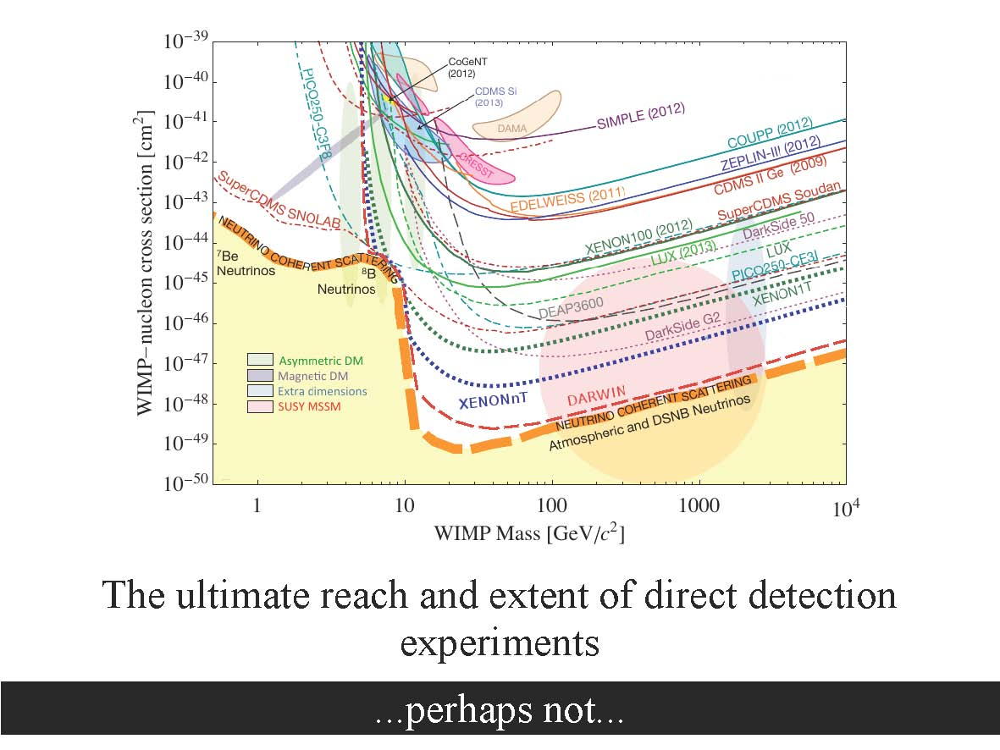 10−39
10−40
10−41
10−42
10−43
10−44
10−45
10−46
10−47
10−48
10−49
10−50
WIMP−nucleon cross section [cm2]
CoGeNT
(2012)
CDMS Si
(2013)
DAMA
CRESST
SIMPLE (2012)
COUPP (2012)
ZEPLIN-III (2012)
CDMS II Ge (2009)
EDELWEISS (2011)
SuperCDMS Soudan
XENON100 (2012)
DarkSide 50
LUX (2013)
LUX
PICO250-CF3I
XENON1T
DEAP3600
DarkSide G2
PICO250-C3F8
SuperCDMS SNOLAB
NEUTRINO COHERENT SCATTERING
7Be
Neutrinos
8B
Neutrinos
Asymmetric DM
Magnetic DM
Extra dimensions
SUSY MSSM
XENONnT
DARWIN
NEUTRINO COHERENT SCATTERING
Atmospheric and DSNB Neutrinos
1 10 100 1000 104
WIMP Mass [GeV/c2]
The ultimate reach and extent of direct detection
experiments
...perhaps not...